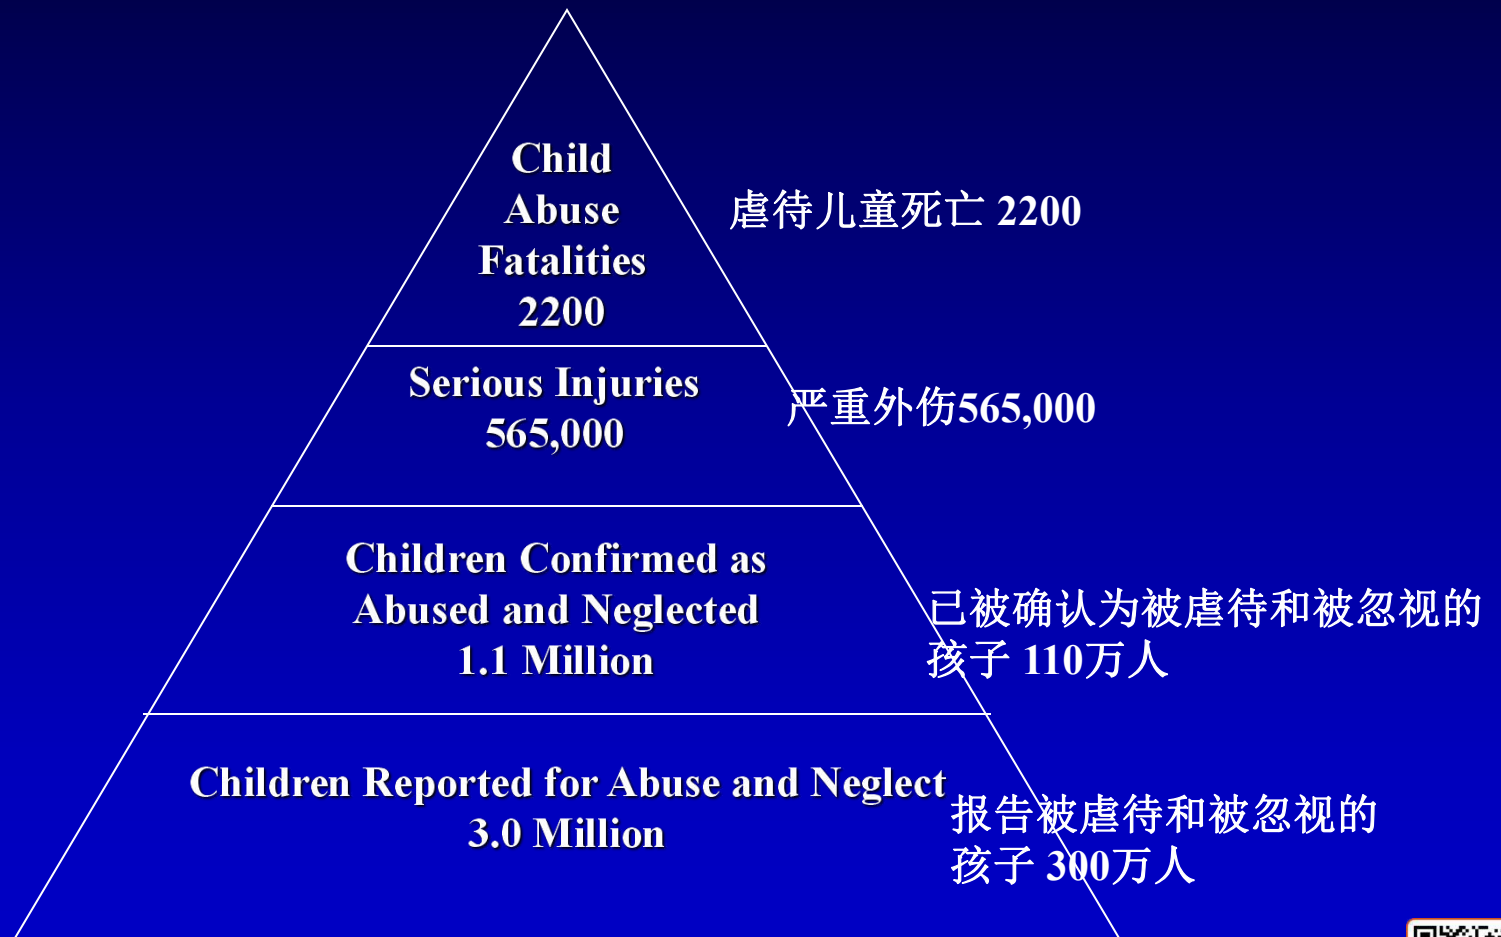 Child
Abuse
Fatalities
2200
虐待儿童死亡 2200
Serious Injuries
565,000
严重外伤565,000
Children Confirmed as
Abused and Neglected
1.1 Million
已被确认为被虐待和被忽视的
孩子 110万人
Children Reported for Abuse and Neglect
3.0 Million
报告被虐待和被忽视的
孩子 300万人